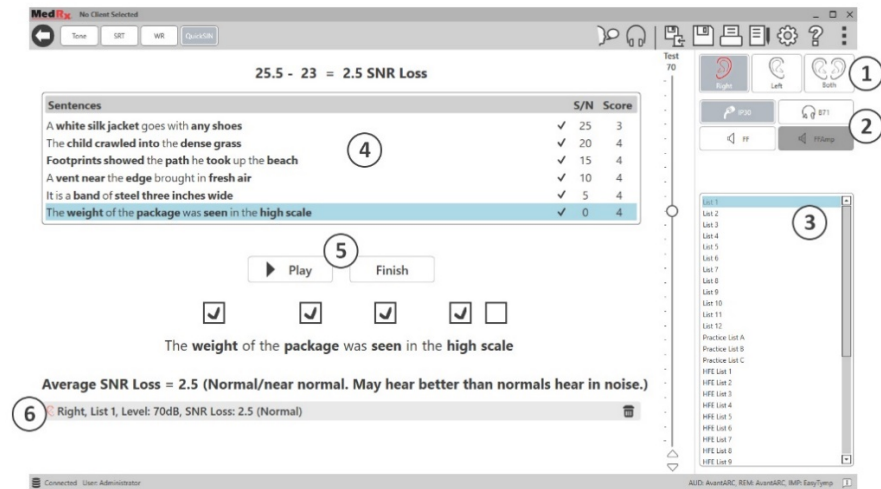 MedRx No Client Selected
Tone SRT WR QuickSIN
25.5 - 23 = 2.5 SNR Loss
Sentences S/N Score
A white silk jacket goes with any shoes ✓ 25 3
The child crawled into the dense grass ✓ 20 4
Footprints showed the path he took up the beach ✓ 15 4
A vent near the edge brought in fresh air ✓ 10 4
It is a band of steel three inches wide ✓ 5 4
The weight of the package was seen in the high scale ✓ 0 4
4
5
Play Finish
The weight of the package was seen in the high scale
Average SNR Loss = 2.5 (Normal/near normal. May hear better than normals hear in noise.)
6 Right, List 1, Level: 70dB, SNR Loss: 2.5 (Normal)
Test
70
Right Left Both 1
IP30 B71
2
FF FFAmp
3
List 1
List 2
List 3
List 4
List 5
List 6
List 7
List 8
List 9
List 10
List 11
List 12
Practice List A
Practice List B
Practice List C
HFE List 1
HFE List 2
HFE List 3
HFE List 4
HFE List 5
HFE List 6
HFE List 7
HFE List 8
HFE List 9
Connected User: Administrator
AUD: AvantARC, REM: AvantARC, IMP: EasyTymp